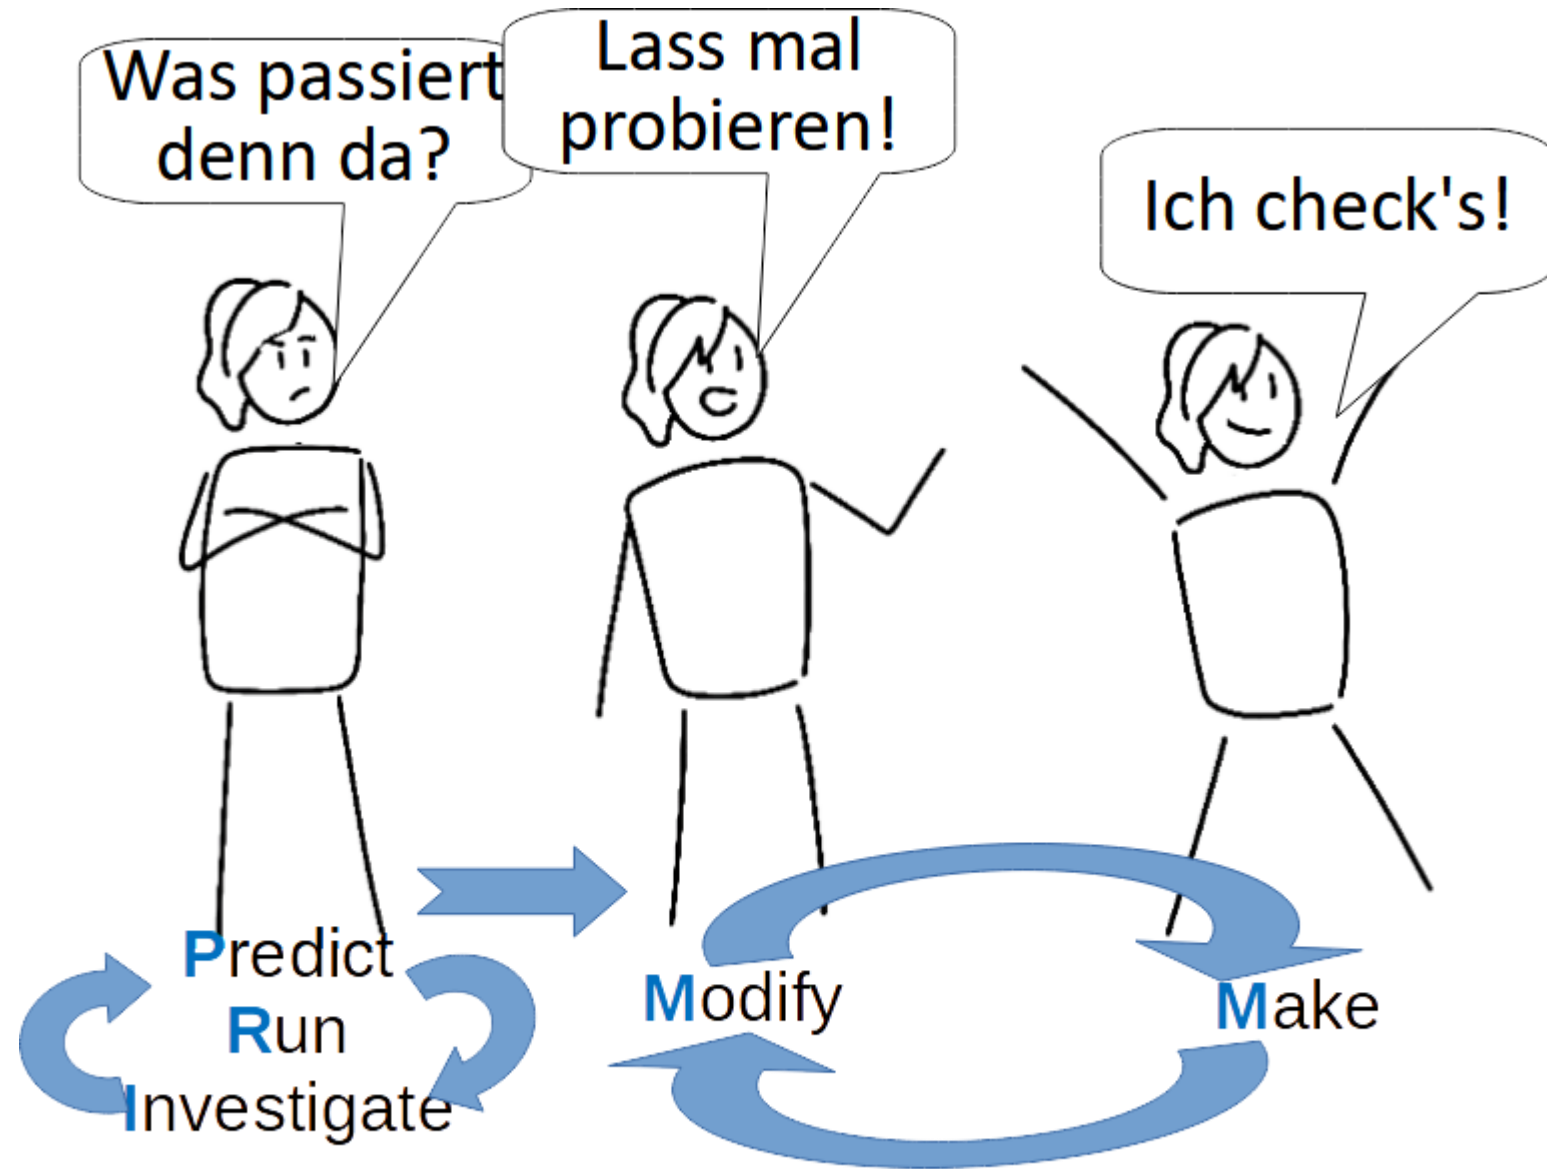 Was passiert
denn da?
Lass mal
probieren!
Ich check's!
Predict
Run
Investigate
Modify
Make